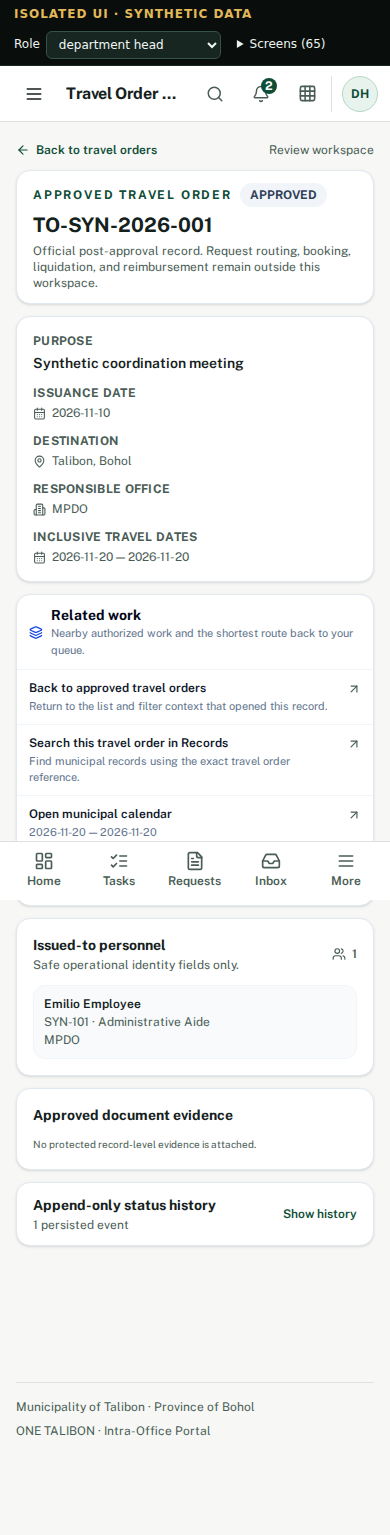 ISOLATED UI · SYNTHETIC DATA
Role department head Screens (65)
Travel Order ... 2 DH
Back to travel orders Review workspace
APPROVED TRAVEL ORDER APPROVED
TO-SYN-2026-001
Official post-approval record. Request routing, booking,
liquidation, and reimbursement remain outside this
workspace.
PURPOSE
Synthetic coordination meeting
ISSUANCE DATE
2026-11-10
DESTINATION
Talibon, Bohol
RESPONSIBLE OFFICE
MPDO
INCLUSIVE TRAVEL DATES
2026-11-20 — 2026-11-20
Related work
Nearby authorized work and the shortest route back to your
queue.
Back to approved travel orders
Return to the list and filter context that opened this record.
Search this travel order in Records
Find municipal records using the exact travel order
reference.
Open municipal calendar
2026-11-20 — 2026-11-20
Home Tasks Requests Inbox More
Issued-to personnel 1
Safe operational identity fields only.
Emilio Employee
SYN-101 · Administrative Aide
MPDO
Approved document evidence
No protected record-level evidence is attached.
Append-only status history Show history
1 persisted event
Municipality of Talibon · Province of Bohol
ONE TALIBON · Intra-Office Portal